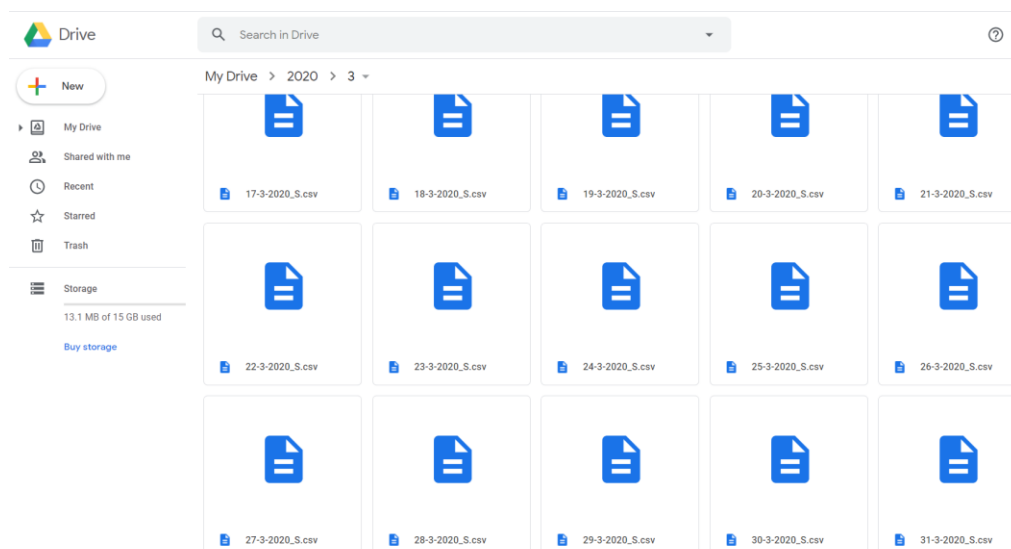 Drive
Search in Drive
New
My Drive > 2020 > 3
My Drive
Shared with me
Recent
Starred
Trash
Storage
13.1 MB of 15 GB used
Buy storage
17-3-2020_S.csv 18-3-2020_S.csv 19-3-2020_S.csv 20-3-2020_S.csv 21-3-2020_S.csv
22-3-2020_S.csv 23-3-2020_S.csv 24-3-2020_S.csv 25-3-2020_S.csv 26-3-2020_S.csv
27-3-2020_S.csv 28-3-2020_S.csv 29-3-2020_S.csv 30-3-2020_S.csv 31-3-2020_S.csv